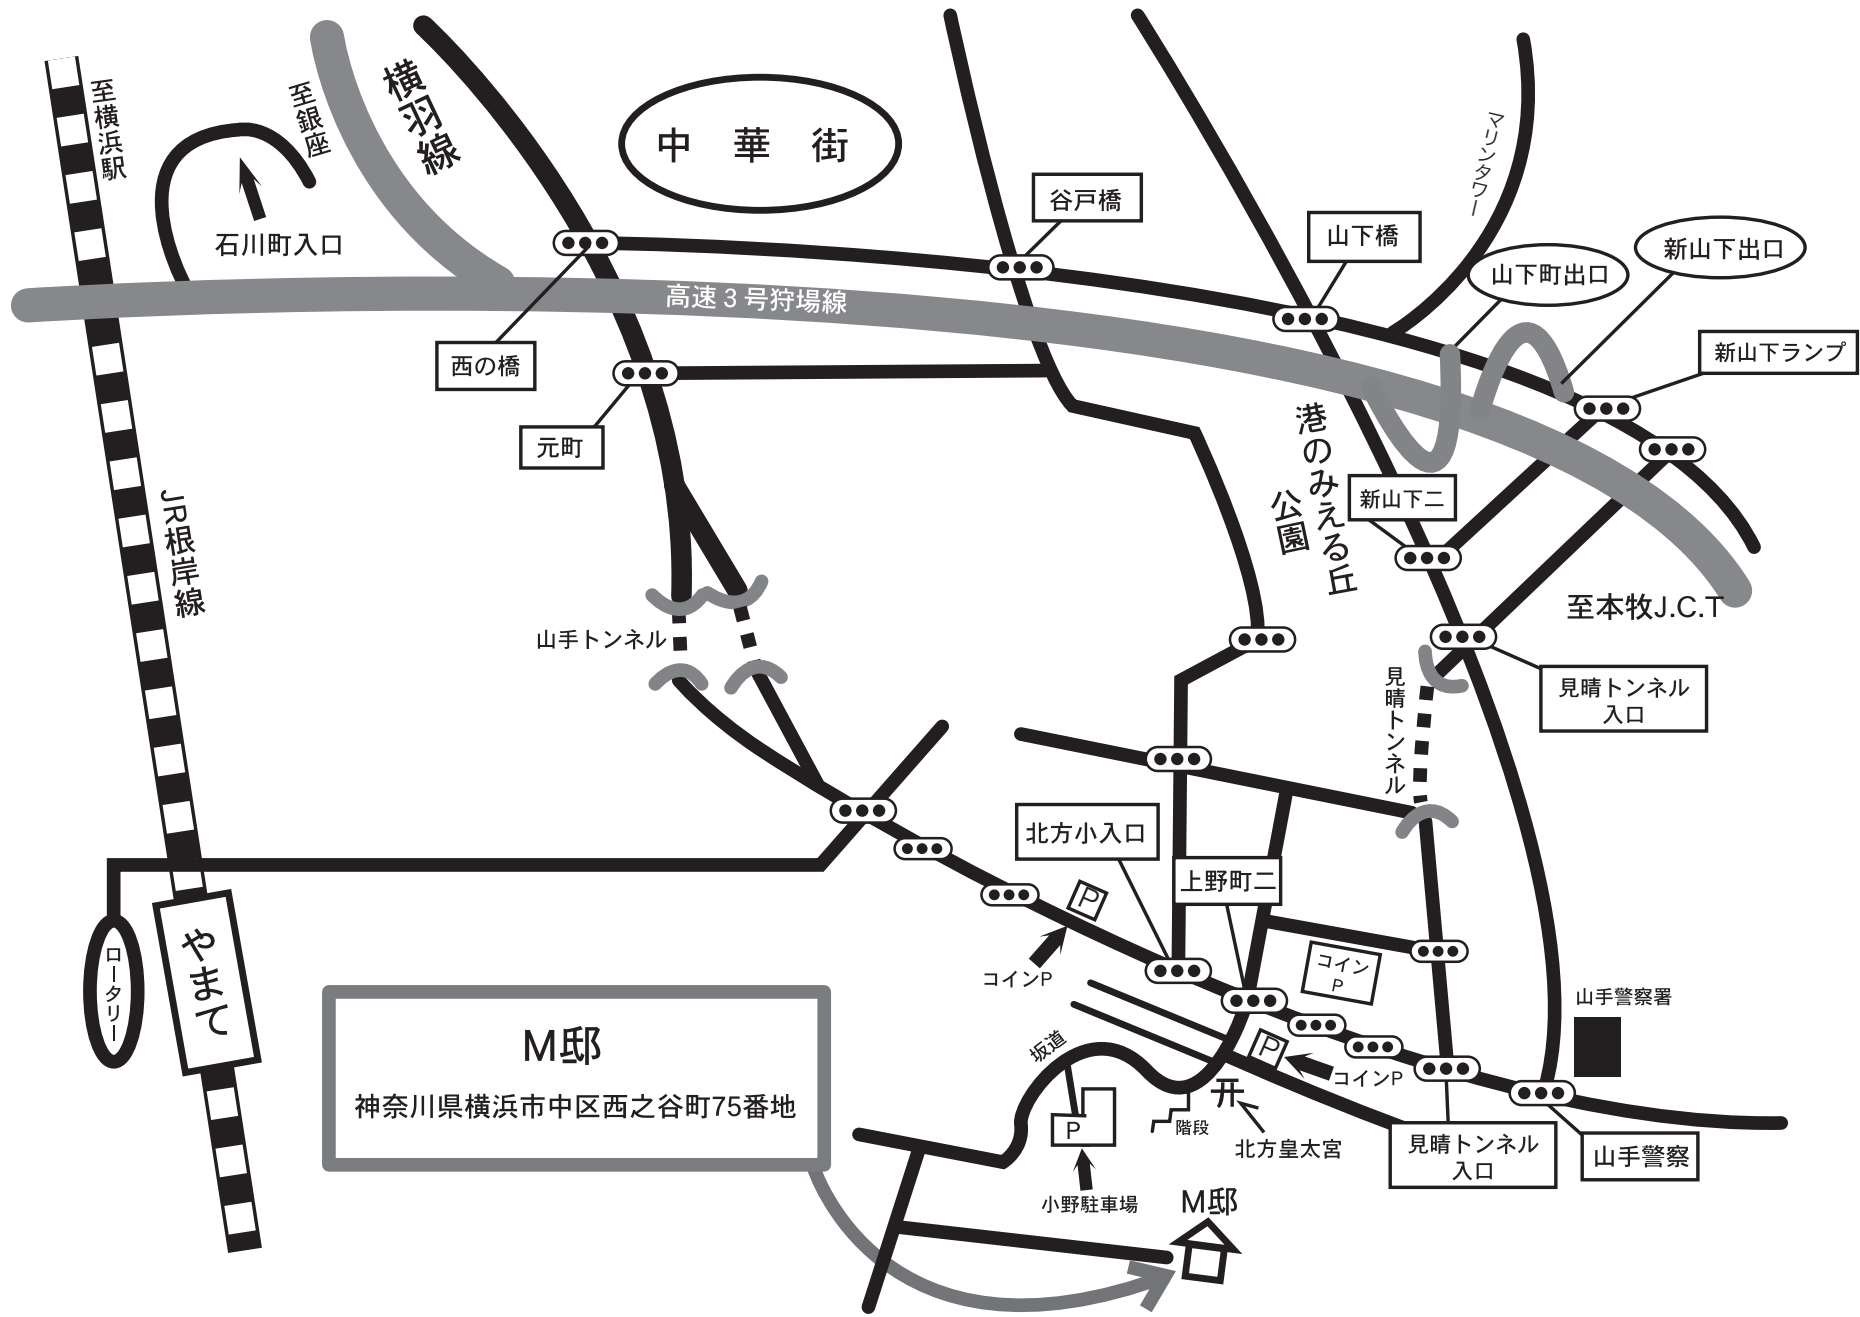 至横浜駅
至銀座
横羽線
中 華 街
石川町入口
高速3号狩場線
谷戸橋
山下橋
マリンタワー
山下町出口
新山下出口
新山下ランプ
西の橋
元町
港のみえる丘
公園
新山下二
JR根岸線
山手トンネル
至本牧J.C.T
見晴トンネル
入口
見晴トンネル
北方小入口
上野町二
P
コインP
コイン
P
山手警察署
やまて
ロータリー
M邸
神奈川県横浜市中区西之谷町75番地
坂道
P
コインP
P
階段
北方皇太宮
小野駐車場
見晴トンネル
入口
山手警察
M邸